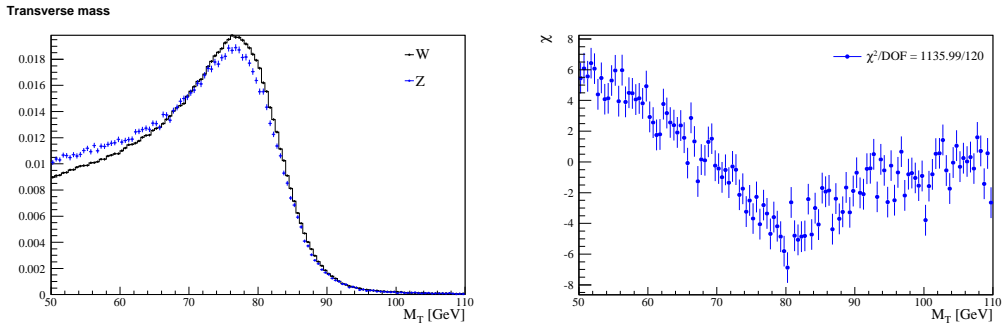 Transverse mass
W
Z
0.018
0.016
0.014
0.012
0.01
0.008
0.006
0.004
0.002
0
50 60 70 80 90 100 110
M_T [GeV]
χ
χ²/DOF = 1135.99/120
8
6
4
2
0
-2
-4
-6
-8
50 60 70 80 90 100 110
M_T [GeV]